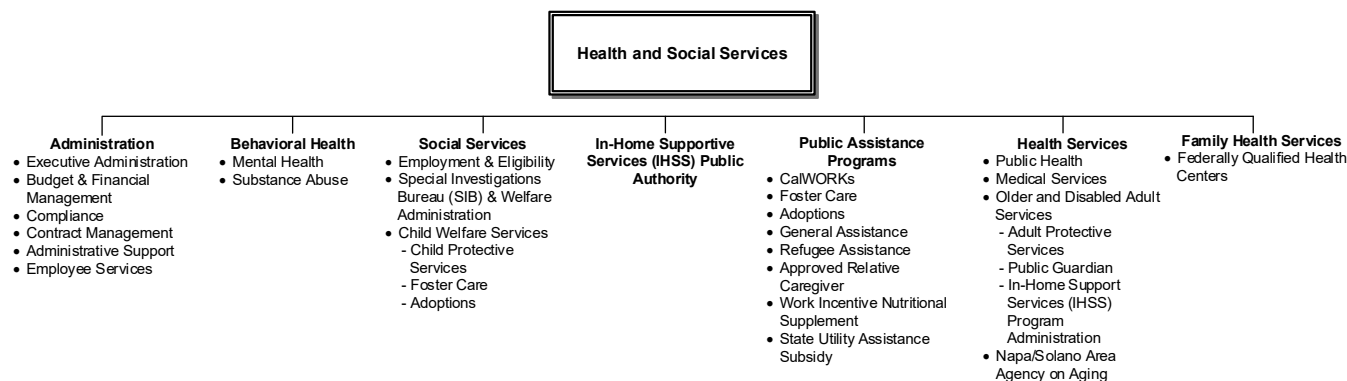 Health and Social Services
Administration
• Executive Administration
• Budget & Financial
Management
• Compliance
• Contract Management
• Administrative Support
• Employee Services
Behavioral Health
• Mental Health
• Substance Abuse
Social Services
• Employment & Eligibility
• Special Investigations
Bureau (SIB) & Welfare
Administration
• Child Welfare Services
- Child Protective
Services
- Foster Care
- Adoptions
In-Home Supportive
Services (IHSS) Public
Authority
Public Assistance
Programs
• CalWORKs
• Foster Care
• Adoptions
• General Assistance
• Refugee Assistance
• Approved Relative
Caregiver
• Work Incentive Nutritional
Supplement
• State Utility Assistance
Subsidy
Health Services
• Public Health
• Medical Services
• Older and Disabled Adult
Services
- Adult Protective
Services
- Public Guardian
- In-Home Support
Services (IHSS)
Program
Administration
• Napa/Solano Area
Agency on Aging
Family Health Services
• Federally Qualified Health
Centers